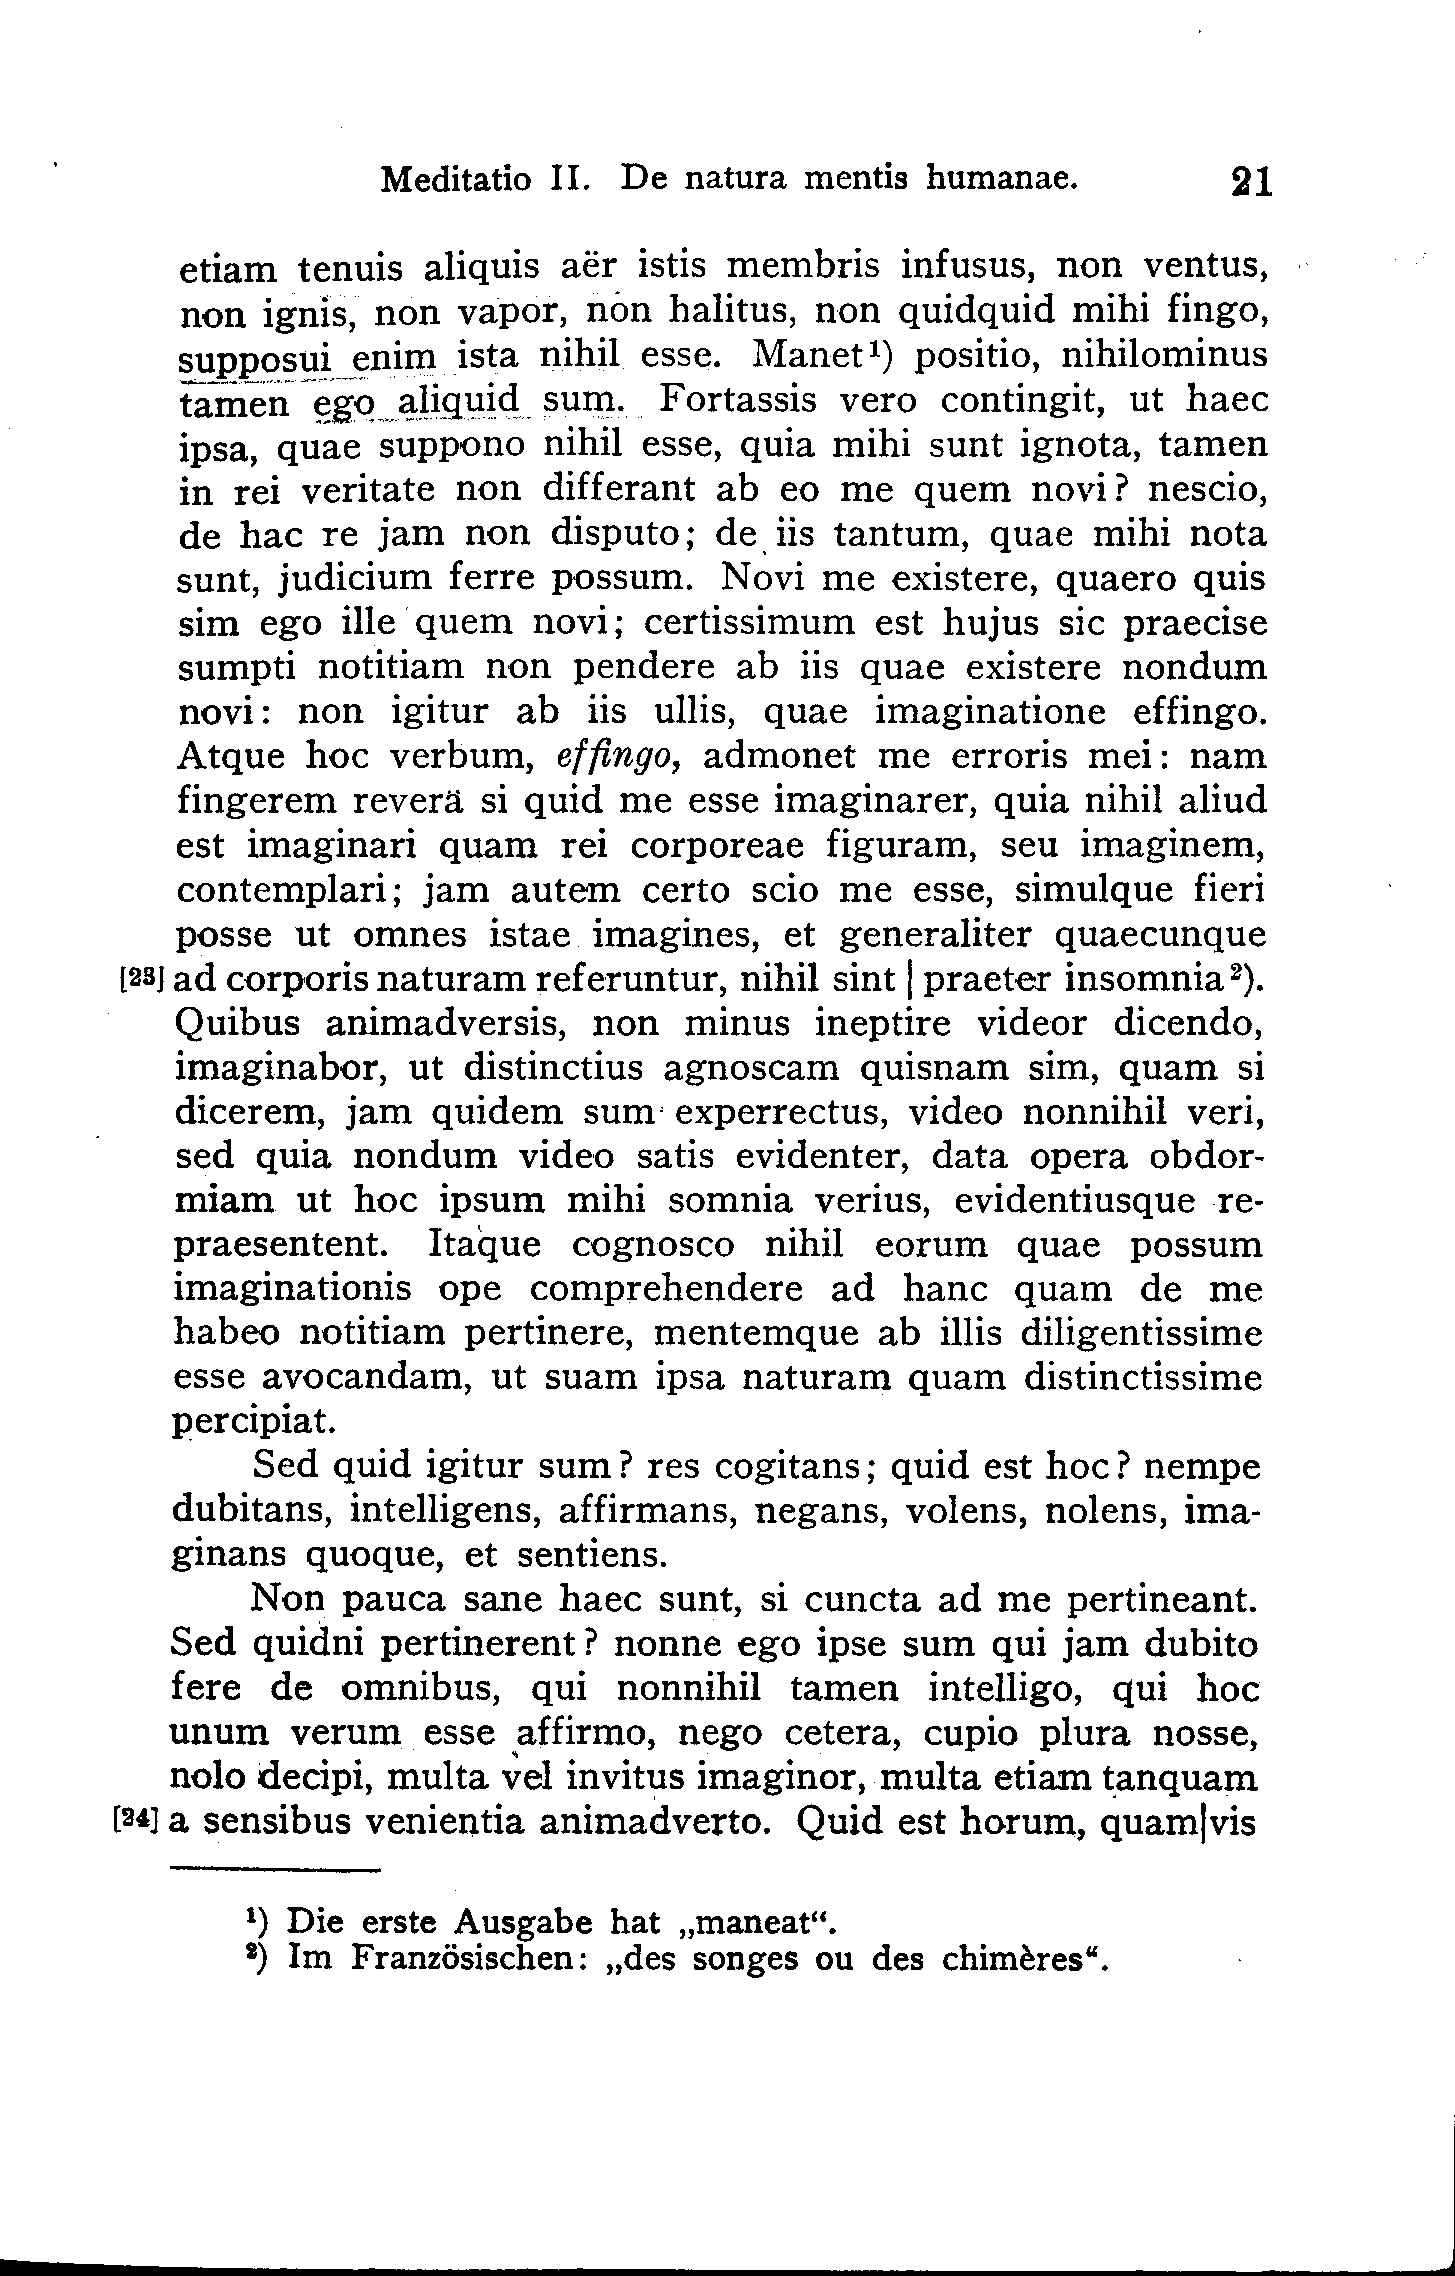 Meditatio II. De natura mentis humanae. 21
etiam tenuis aliquis aër istis membris infusus, non ventus,
non ignis, non vapor, non halitus, non quidquid mihi fingo,
supposui enim ista nihil esse. Manet¹) positio, nihilominus
tamen ego aliquid sum. Fortassis vero contingit, ut haec
ipsa, quae suppono nihil esse, quia mihi sunt ignota, tamen
in rei veritate non differant ab eo me quem novi? nescio,
de hac re jam non disputo; de iis tantum, quae mihi nota
sunt, judicium ferre possum. Novi me existere, quaero quis
sim ego ille quem novi; certissimum est hujus sic praecise
sumpti notitiam non pendere ab iis quae existere nondum
novi: non igitur ab iis ullis, quae imaginatione effingo.
Atque hoc verbum, effingo, admonet me erroris mei: nam
fingerem reverä si quid me esse imaginarer, quia nihil aliud
est imaginari quam rei corporeae figuram, seu imaginem,
contemplari; jam autem certo scio me esse, simulque fieri
posse ut omnes istae imagines, et generaliter quaecunque
[23] ad corporis naturam referuntur, nihil sint | praeter insomnia²).
Quibus animadversis, non minus ineptire videor dicendo,
imaginabor, ut distinctius agnoscam quisnam sim, quam si
dicerem, jam quidem sum experrectus, video nonnihil veri,
sed quia nondum video satis evidenter, data opera obdor-
miam ut hoc ipsum mihi somnia verius, evidentiusque re-
praesentent. Itaque cognosco nihil eorum quae possum
imaginationis ope comprehendere ad hanc quam de me
habeo notitiam pertinere, mentemque ab illis diligentissime
esse avocandam, ut suam ipsa naturam quam distinctissime
percipiat.
Sed quid igitur sum? res cogitans; quid est hoc? nempe
dubitans, intelligens, affirmans, negans, volens, nolens, ima-
ginans quoque, et sentiens.
Non pauca sane haec sunt, si cuncta ad me pertineant.
Sed quidni pertinerent? nonne ego ipse sum qui jam dubito
fere de omnibus, qui nonnihil tamen intelligo, qui hoc
unum verum esse affirmo, nego cetera, cupio plura nosse,
nolo decipi, multa vel invitus imaginor, multa etiam tanquam
[24] a sensibus venientia animadverto. Quid est horum, quam|vis
¹) Die erste Ausgabe hat „maneat“.
²) Im Französischen: „des songes ou des chimères“.